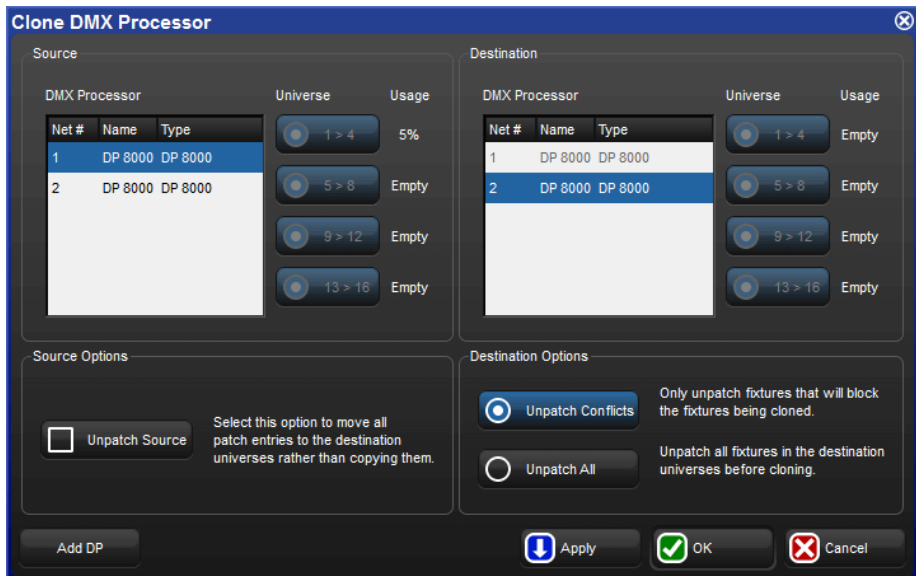 Clone DMX Processor
Source
DMX Processor Universe Usage
Net # Name Type
1 DP 8000 DP 8000
2 DP 8000 DP 8000
1 > 4 5%
5 > 8 Empty
9 > 12 Empty
13 > 16 Empty
Destination
DMX Processor Universe Usage
Net # Name Type
1 DP 8000 DP 8000
2 DP 8000 DP 8000
1 > 4 Empty
5 > 8 Empty
9 > 12 Empty
13 > 16 Empty
Source Options
Unpatch Source
Select this option to move all
patch entries to the destination
universes rather than copying them.
Destination Options
Unpatch Conflicts
Only unpatch fixtures that will block
the fixtures being cloned.
Unpatch All
Unpatch all fixtures in the destination
universes before cloning.
Add DP
Apply
OK
Cancel